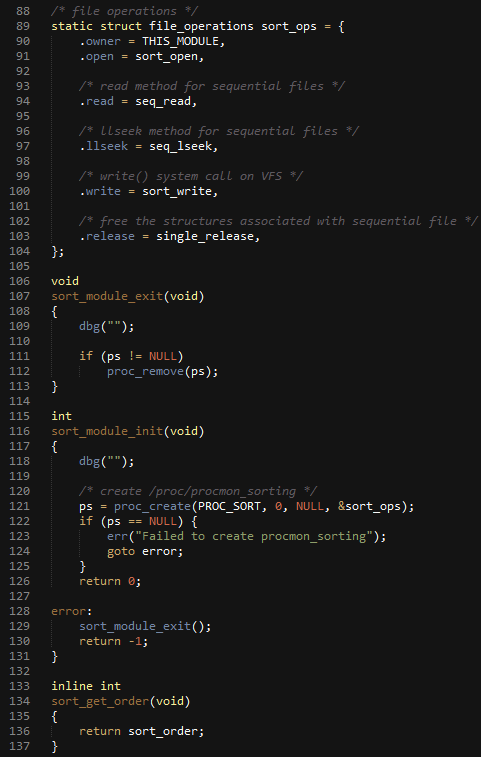 88 /* file operations */
89 static struct file_operations sort_ops = {
90     .owner = THIS_MODULE,
91     .open = sort_open,
92
93     /* read method for sequential files */
94     .read = seq_read,
95
96     /* llseek method for sequential files */
97     .llseek = seq_lseek,
98
99     /* write() system call on VFS */
100     .write = sort_write,
101
102     /* free the structures associated with sequential file */
103     .release = single_release,
104 };
105
106 void
107 sort_module_exit(void)
108 {
109     dbg("");
110
111     if (ps != NULL)
112         proc_remove(ps);
113 }
114
115 int
116 sort_module_init(void)
117 {
118     dbg("");
119
120     /* create /proc/procmon_sorting */
121     ps = proc_create(PROC_SORT, 0, NULL, &sort_ops);
122     if (ps == NULL) {
123         err("Failed to create procmon_sorting");
124         goto error;
125     }
126     return 0;
127
128 error:
129     sort_module_exit();
130     return -1;
131 }
132
133 inline int
134 sort_get_order(void)
135 {
136     return sort_order;
137 }